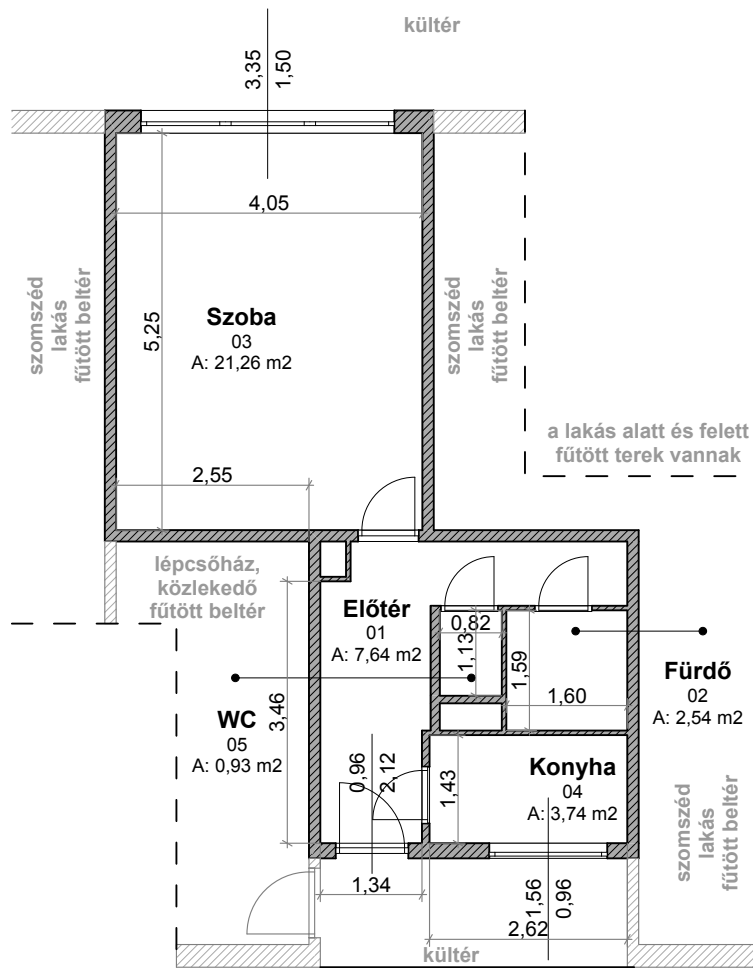 kültér
3,35
1,50
4,05
5,25
Szoba
03
A: 21,26 m2
szomszéd
lakás
fűtött beltér
szomszéd
lakás
fűtött beltér
a lakás alatt és felett
fűtött terek vannak
2,55
lépcsőház,
közlekedő
fűtött beltér
Előtér
01
A: 7,64 m2
0,82
1,13
1,59
1,60
Fürdő
02
A: 2,54 m2
WC
05
A: 0,93 m2
3,46
0,96
2,12
1,43
Konyha
04
A: 3,74 m2
szomszéd
lakás
fűtött beltér
1,34
1,56
0,96
2,62
kültér